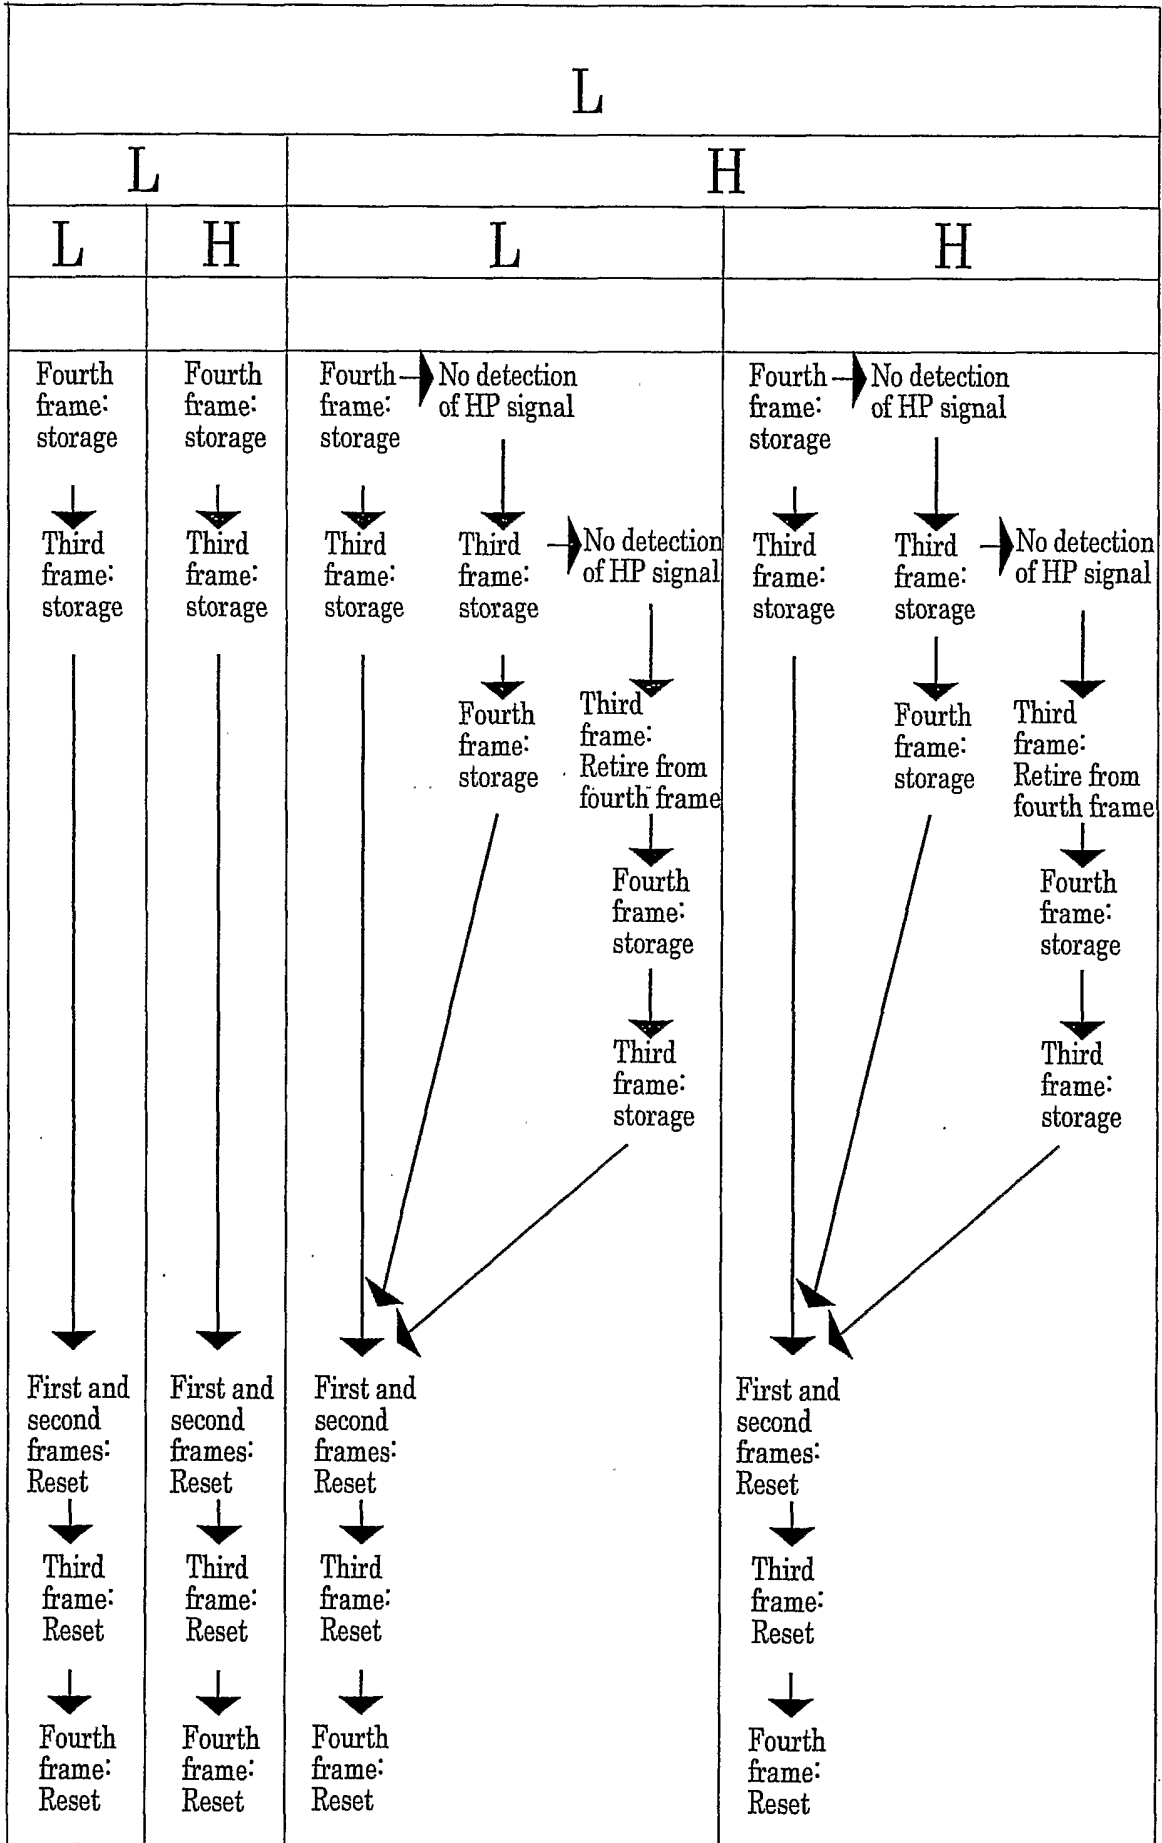 L
L
H
L
H
L
H
Fourth
frame:
storage
Third
frame:
storage
First and
second
frames:
Reset
Third
frame:
Reset
Fourth
frame:
Reset
Fourth
frame:
storage
Third
frame:
storage
First and
second
frames:
Reset
Third
frame:
Reset
Fourth
frame:
Reset
Fourth
frame:
storage
Third
frame:
storage
No detection
of HP signal
Third
frame:
storage
Fourth
frame:
storage
No detection
of HP signal
Third
frame:
Retire from
fourth frame
Fourth
frame:
storage
Third
frame:
storage
First and
second
frames:
Reset
Third
frame:
Reset
Fourth
frame:
Reset
Fourth
frame:
storage
Third
frame:
storage
No detection
of HP signal
Third
frame:
storage
Fourth
frame:
storage
No detection
of HP signal
Third
frame:
Retire from
fourth frame
Fourth
frame:
storage
Third
frame:
storage
First and
second
frames:
Reset
Third
frame:
Reset
Fourth
frame:
Reset